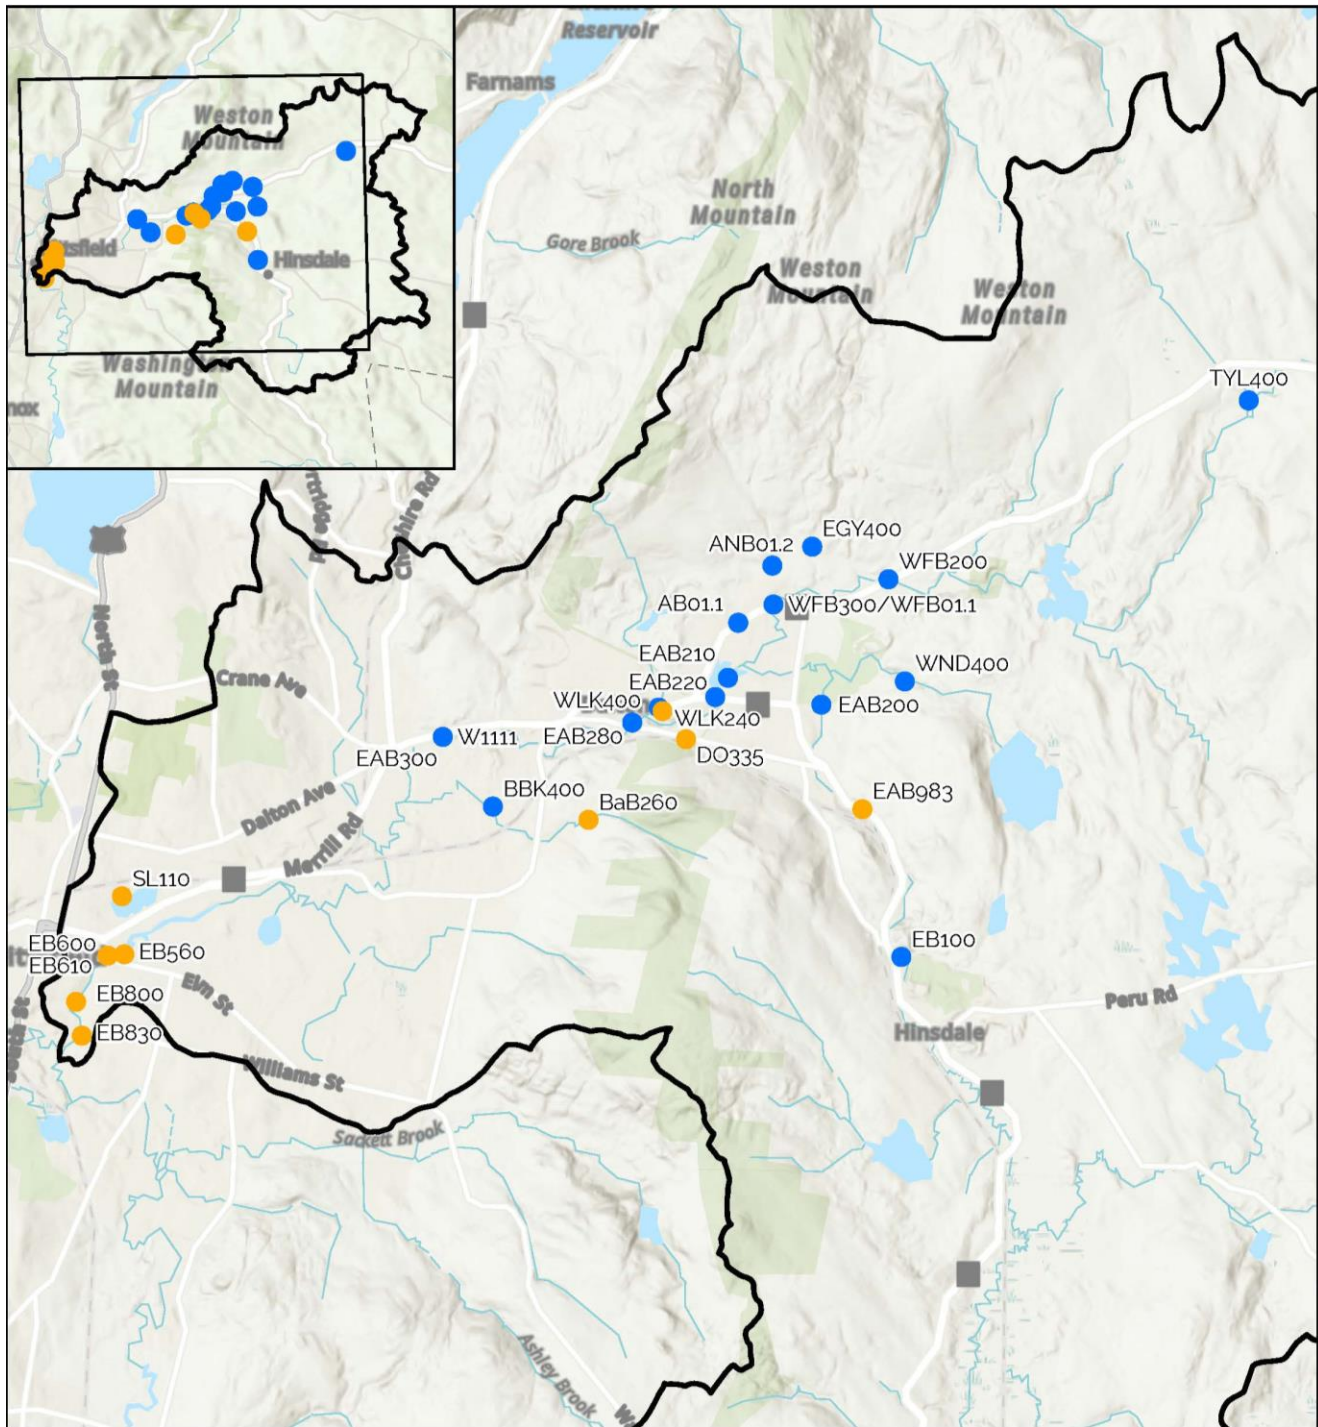 Reservoir
Farnams
Weston
Mountain
Hinsdale
Washington
Mountain
North
Mountain
Gore Brook
Weston
Mountain
Weston
Mountain
TYL400
Cheshire Rd
North St
EGY400
ANB01.2
WFB200
WFB300/WFB01.1
AB01.1
EAB210
WND400
Crane Ave
EAB220
WLK400
WLK240
EAB200
W1111
EAB280
EAB300
DO335
BBK400
BaB260
EAB983
Dalton Ave
Merrill Rd
SL110
EB600
EB560
EB610
EB100
Elm St
EB800
Peru Rd
EB830
Hinsdale
Williams St
Sackett Brook
Ashley Brook